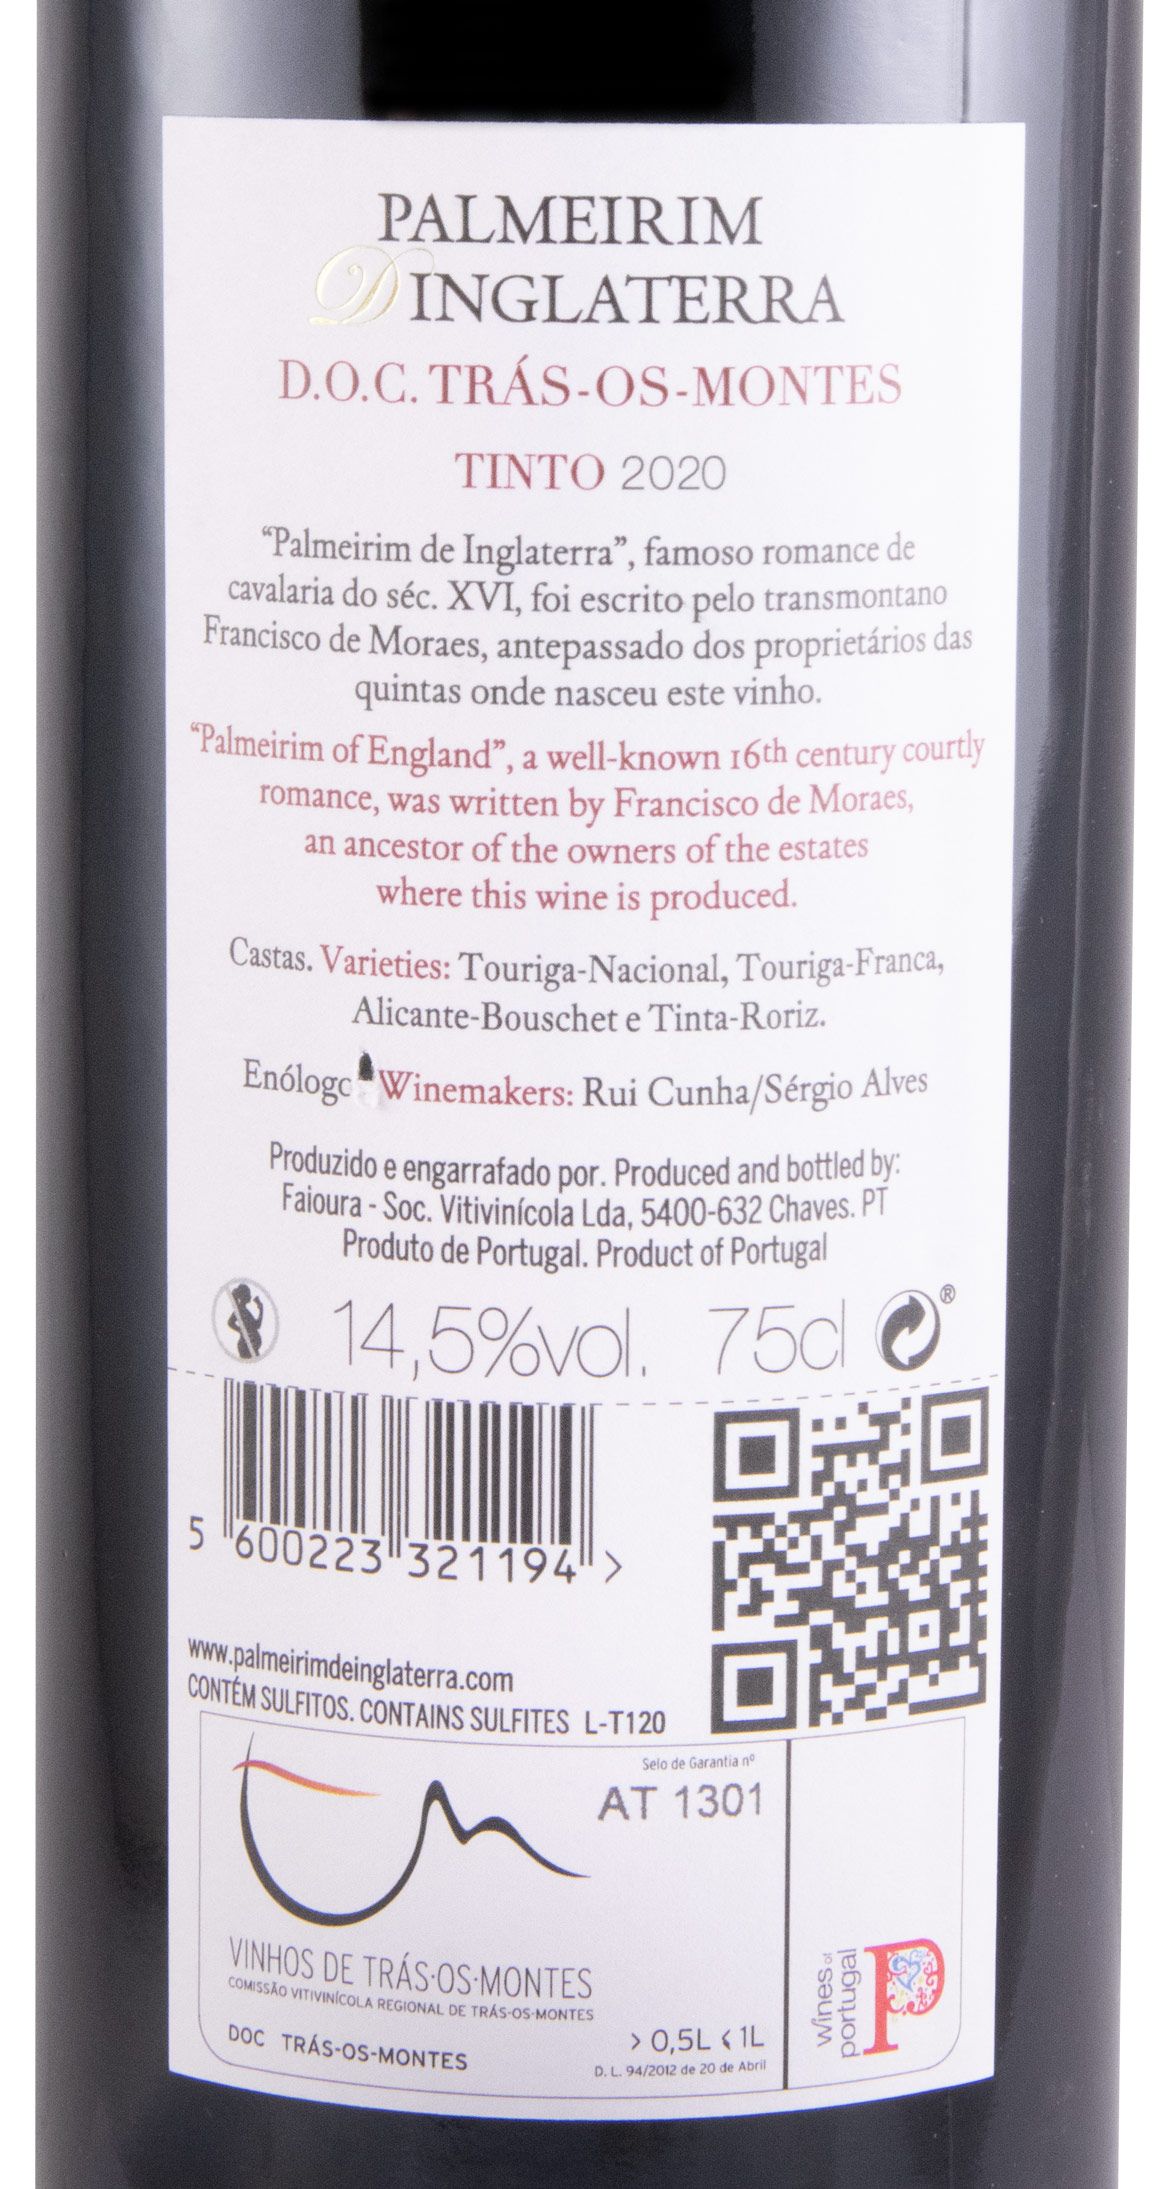 PALMEIRIM
D INGLATERRA
D.O.C. TRÁS-OS-MONTES
TINTO 2020
“Palmeirim de Inglaterra”, famoso romance de
cavalaria do séc. XVI, foi escrito pelo transmontano
Francisco de Moraes, antepassado dos proprietários das
quintas onde nasceu este vinho.
“Palmeirim of England”, a well-known 16th century courtly
romance, was written by Francisco de Moraes,
an ancestor of the owners of the estates
where this wine is produced.
Castas. Varieties: Touriga-Nacional, Touriga-Franca,
Alicante-Bouschet e Tinta-Roriz.
Winemakers: Rui Cunha/Sérgio Alves
Produzido e engarrafado por. Produced and bottled by:
Faioura - Soc. Vitivinícola Lda, 5400-632 Chaves. PT
Produto de Portugal. Product of Portugal
14,5%vol. 75cl ®
5 600223 321194 >
www.palmeirimdeinglaterra.com
CONTÉM SULFITOS. CONTAINS SULFITES L-T120
Selo de Garantia nº
AT 1301
VINHOS DE TRÁS-OS-MONTES
COMISSÃO VITIVINÍCOLA REGIONAL DE TRÁS-OS-MONTES
DOC TRÁS-OS-MONTES
> 0,5L < 1L
D. L. 94/2012 de 20 de Abril
wines of
portugal